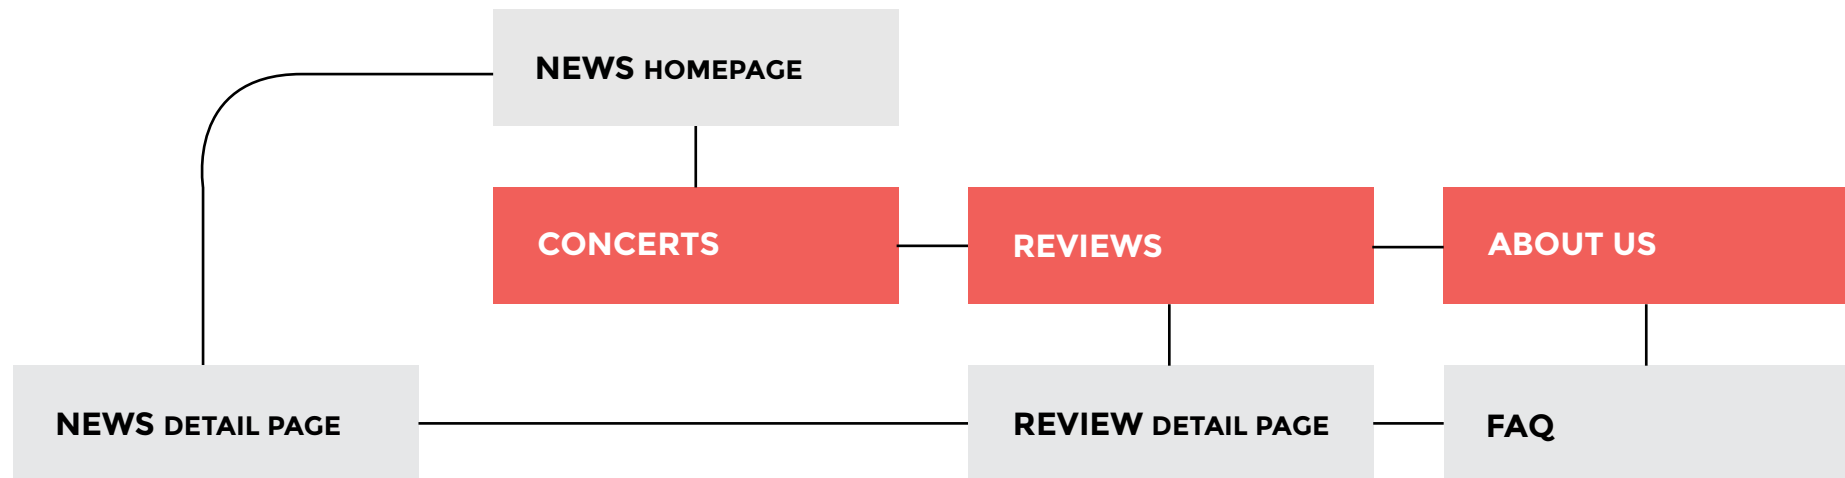 NEWS HOMEPAGE
CONCERTS
REVIEWS
ABOUT US
NEWS DETAIL PAGE
REVIEW DETAIL PAGE
FAQ